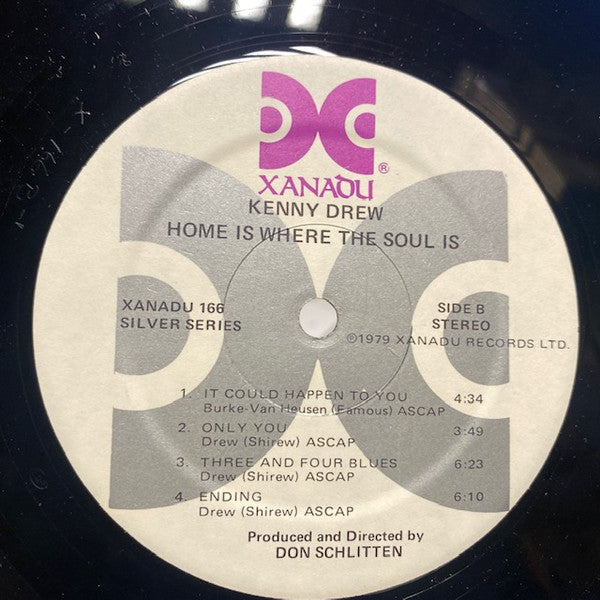 ®
XANADU
KENNY DREW
HOME IS WHERE THE SOUL IS
XANADU 166
SILVER SERIES
SIDE B
STEREO
©1979 XANADU RECORDS LTD.
1. IT COULD HAPPEN TO YOU 4:34
Burke-Van Heusen (Famous) ASCAP
2. ONLY YOU 3:49
Drew (Shirew) ASCAP
3. THREE AND FOUR BLUES 6:23
Drew (Shirew) ASCAP
4. ENDING 6:10
Drew (Shirew) ASCAP
Produced and Directed by
DON SCHLITTEN